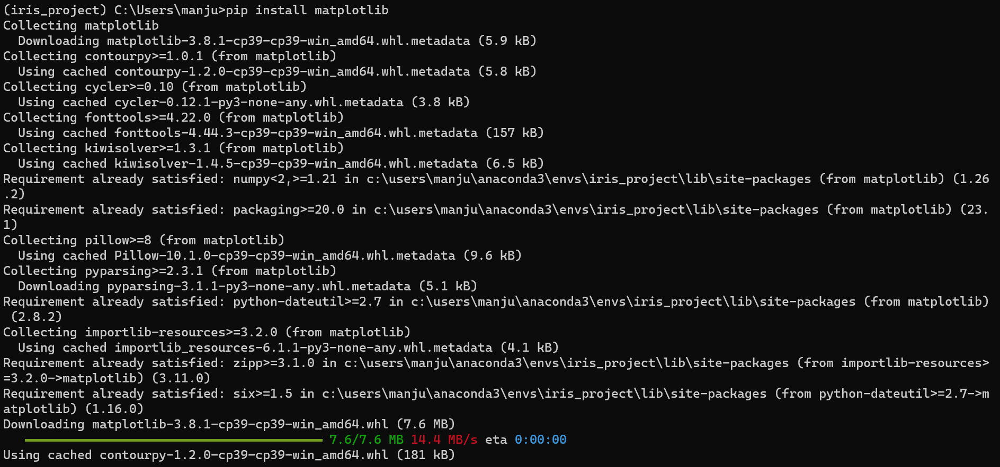 (iris_project) C:\Users\manju>pip install matplotlib
Collecting matplotlib
  Downloading matplotlib-3.8.1-cp39-cp39-win_amd64.whl.metadata (5.9 kB)
Collecting contourpy>=1.0.1 (from matplotlib)
  Using cached contourpy-1.2.0-cp39-cp39-win_amd64.whl.metadata (5.8 kB)
Collecting cycler>=0.10 (from matplotlib)
  Using cached cycler-0.12.1-py3-none-any.whl.metadata (3.8 kB)
Collecting fonttools>=4.22.0 (from matplotlib)
  Using cached fonttools-4.44.3-cp39-cp39-win_amd64.whl.metadata (157 kB)
Collecting kiwisolver>=1.3.1 (from matplotlib)
  Using cached kiwisolver-1.4.5-cp39-cp39-win_amd64.whl.metadata (6.5 kB)
Requirement already satisfied: numpy<2,>=1.21 in c:\users\manju\anaconda3\envs\iris_project\lib\site-packages (from matplotlib) (1.26
.2)
Requirement already satisfied: packaging>=20.0 in c:\users\manju\anaconda3\envs\iris_project\lib\site-packages (from matplotlib) (23.
1)
Collecting pillow>=8 (from matplotlib)
  Using cached Pillow-10.1.0-cp39-cp39-win_amd64.whl.metadata (9.6 kB)
Collecting pyparsing>=2.3.1 (from matplotlib)
  Downloading pyparsing-3.1.1-py3-none-any.whl.metadata (5.1 kB)
Requirement already satisfied: python-dateutil>=2.7 in c:\users\manju\anaconda3\envs\iris_project\lib\site-packages (from matplotlib)
 (2.8.2)
Collecting importlib-resources>=3.2.0 (from matplotlib)
  Using cached importlib_resources-6.1.1-py3-none-any.whl.metadata (4.1 kB)
Requirement already satisfied: zipp>=3.1.0 in c:\users\manju\anaconda3\envs\iris_project\lib\site-packages (from importlib-resources>
=3.2.0->matplotlib) (3.11.0)
Requirement already satisfied: six>=1.5 in c:\users\manju\anaconda3\envs\iris_project\lib\site-packages (from python-dateutil>=2.7->m
atplotlib) (1.16.0)
Downloading matplotlib-3.8.1-cp39-cp39-win_amd64.whl (7.6 MB)
7.6/7.6 MB 14.4 MB/s eta 0:00:00
Using cached contourpy-1.2.0-cp39-cp39-win_amd64.whl (181 kB)